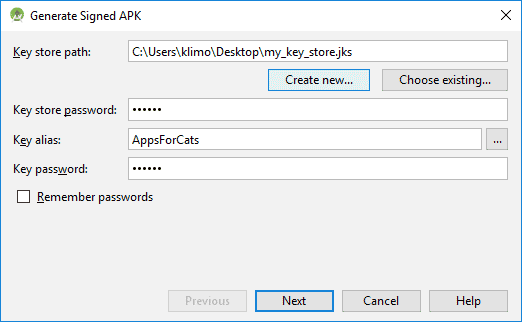 Generate Signed APK
Key store path: C:\Users\klimo\Desktop\my_key_store.jks
Create new... Choose existing...
Key store password: ••••••
Key alias: AppsForCats ...
Key password: ••••••
Remember passwords
Previous Next Cancel Help